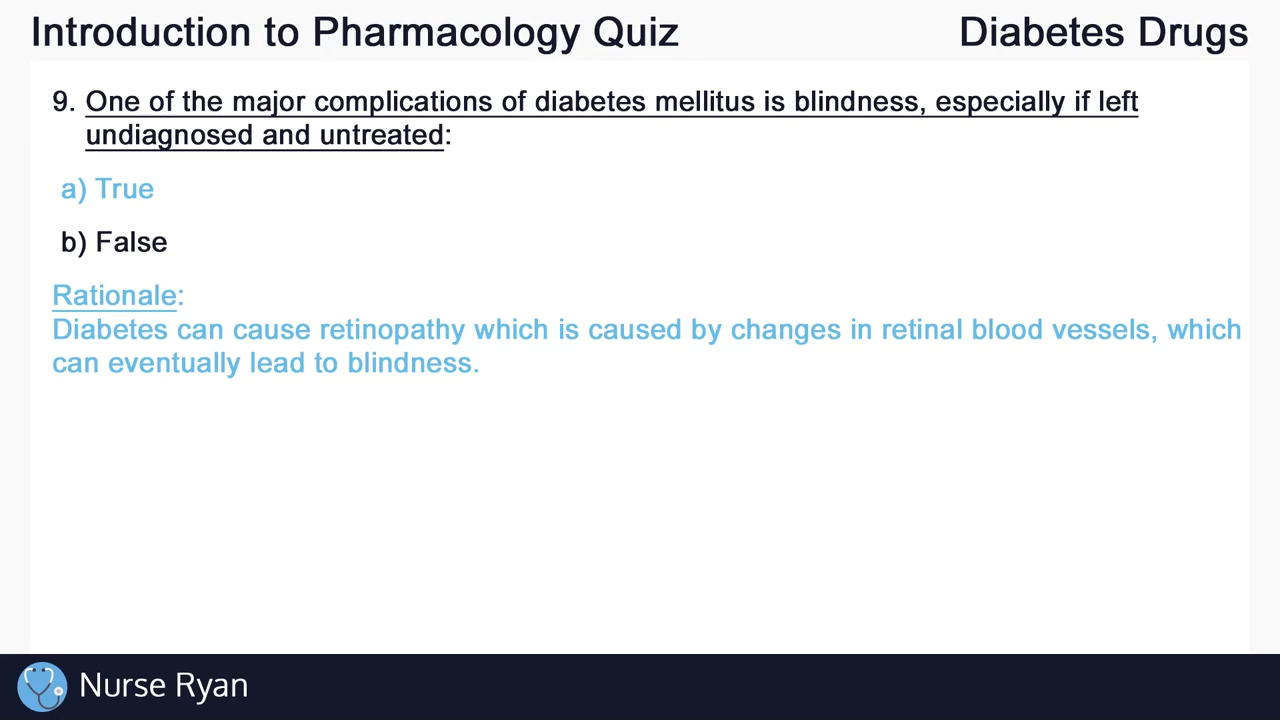 Introduction to Pharmacology Quiz
Diabetes Drugs
9. One of the major complications of diabetes mellitus is blindness, especially if left
undiagnosed and untreated:
a) True
b) False
Rationale:
Diabetes can cause retinopathy which is caused by changes in retinal blood vessels, which
can eventually lead to blindness.
Nurse Ryan